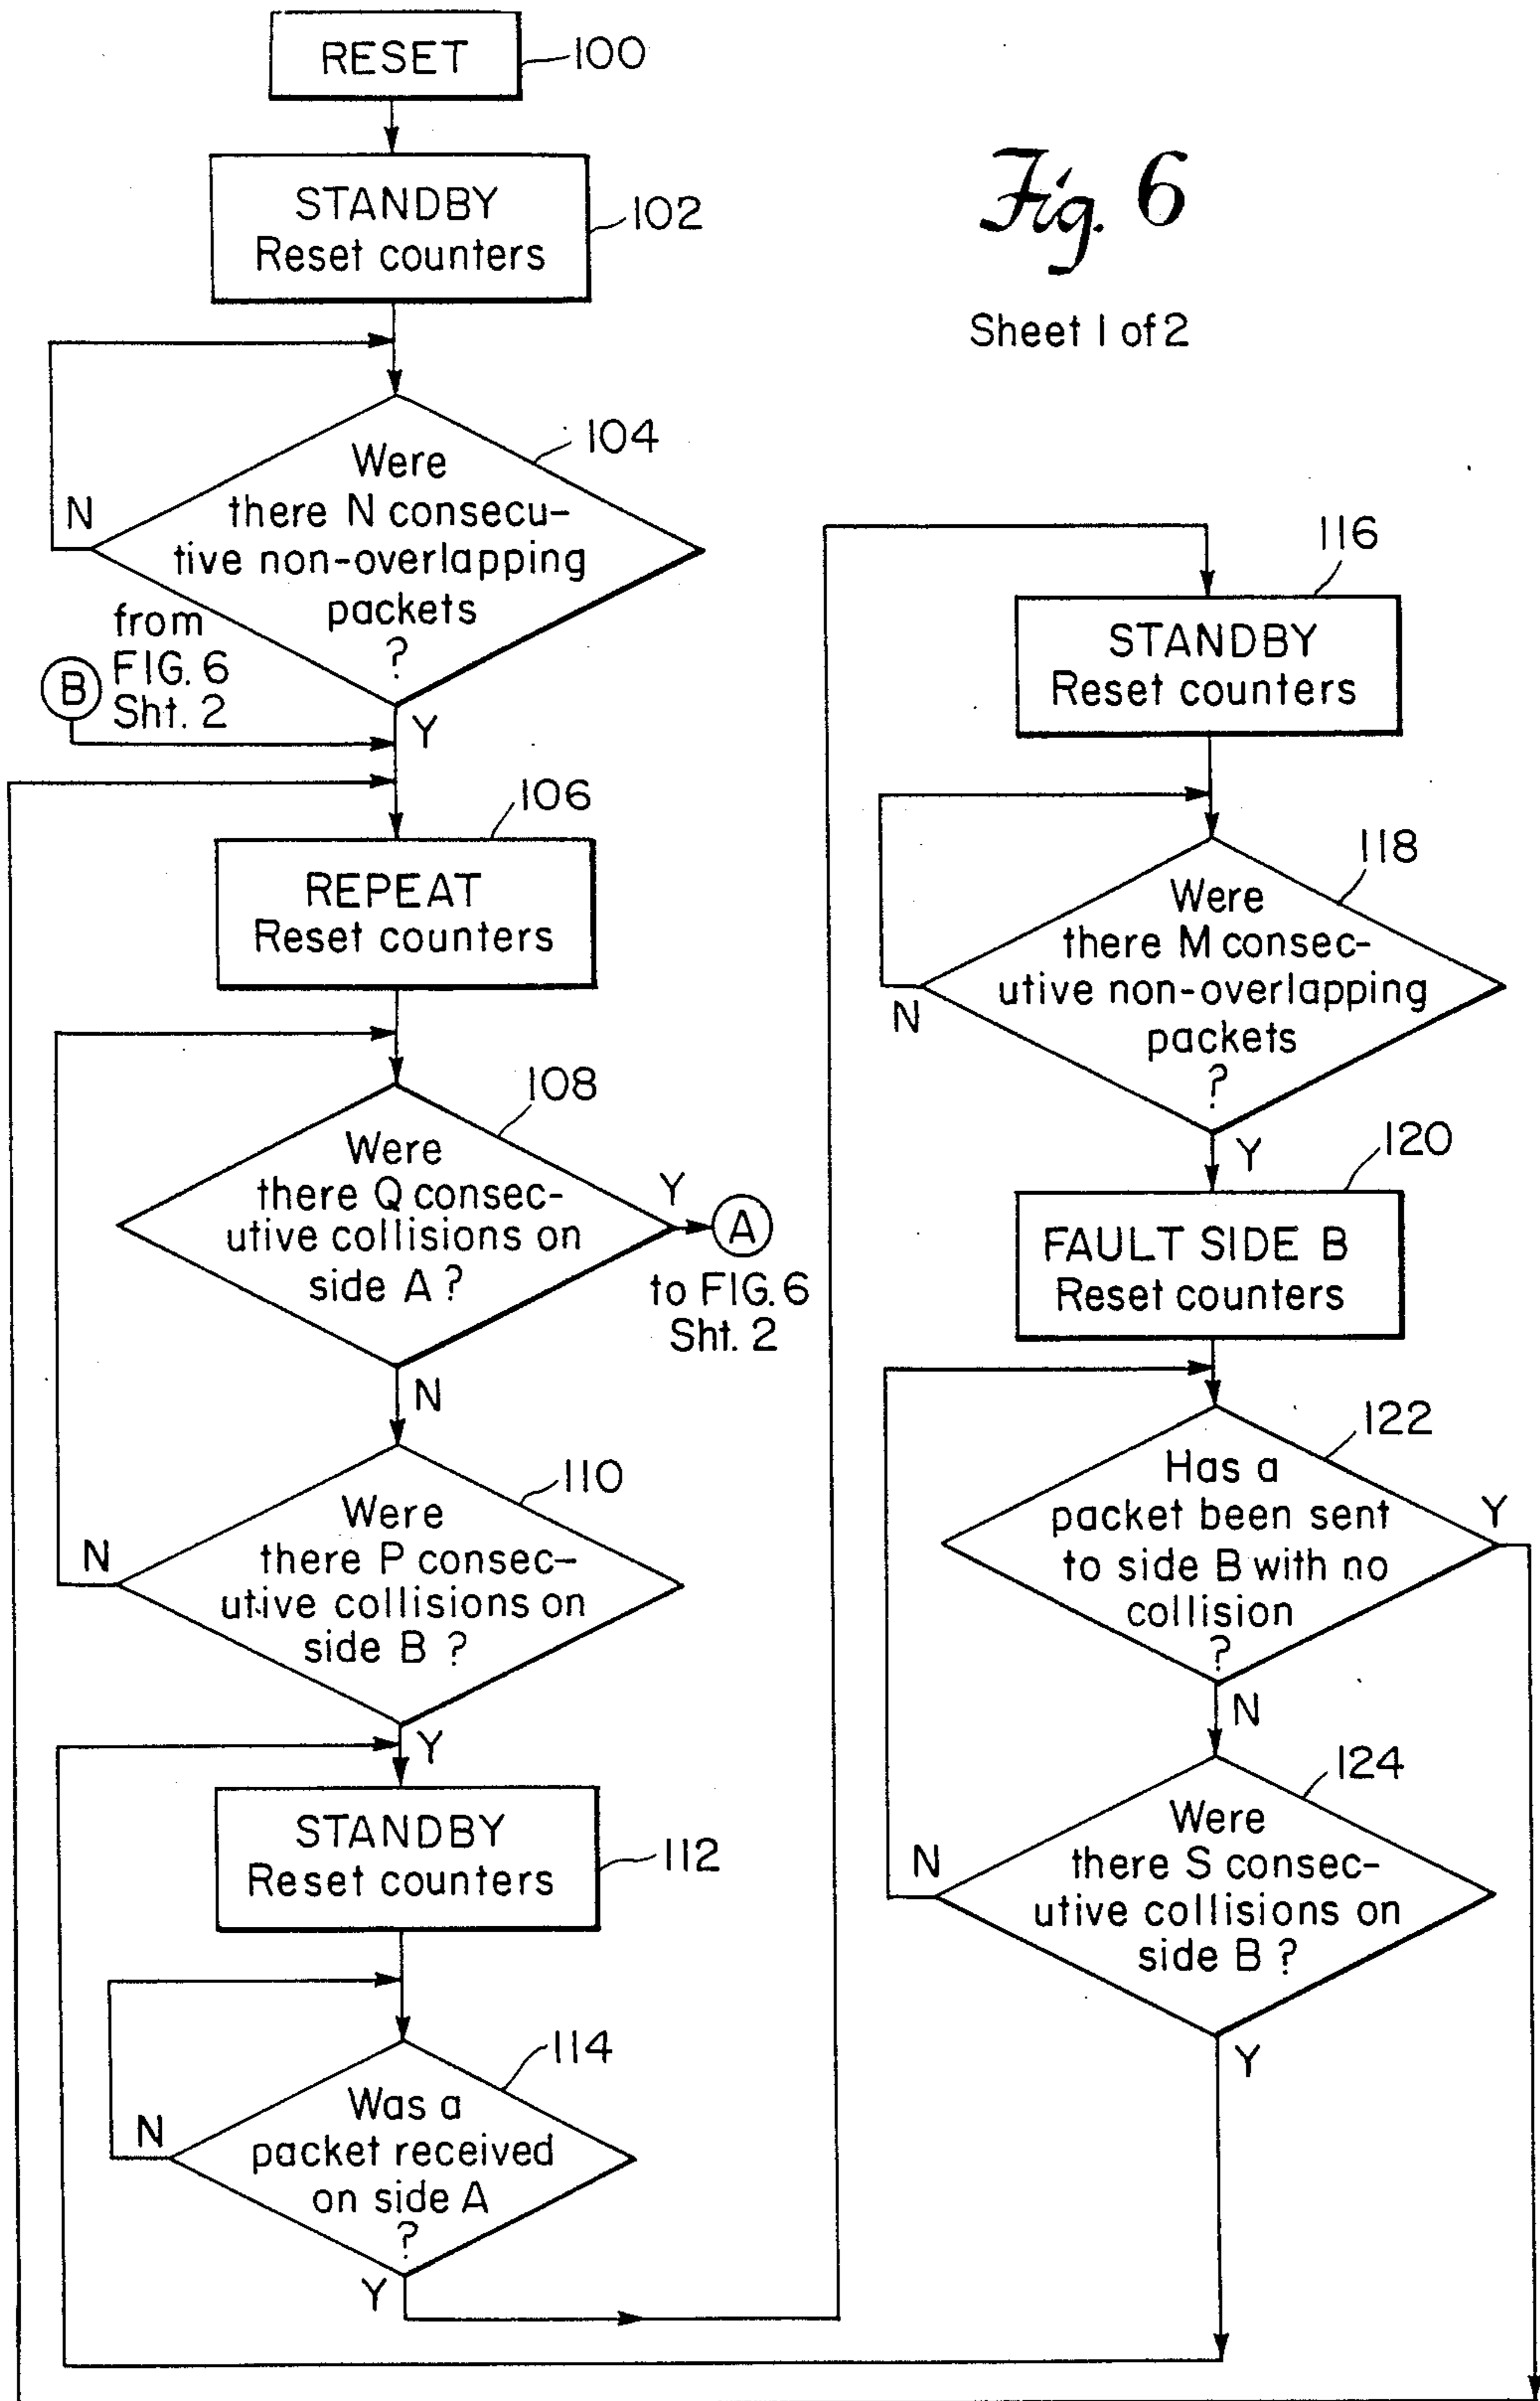 RESET
100
STANDBY
Reset counters
102
Fig. 6
Sheet 1 of 2
104
Were
there N consecu-
tive non-overlapping
packets
?
N
Y
B
from
FIG. 6
Sht. 2
106
REPEAT
Reset counters
108
Were
there Q consec-
utive collisions on
side A ?
Y
A
to FIG. 6
Sht. 2
N
110
Were
there P consec-
utive collisions on
side B ?
N
Y
STANDBY
Reset counters
112
114
Was a
packet received
on side A
?
N
Y
116
STANDBY
Reset counters
118
Were
there M consec-
utive non-overlapping
packets
?
N
Y
120
FAULT SIDE B
Reset counters
122
Has a
packet been sent
to side B with no
collision
?
Y
N
124
Were
there S consec-
utive collisions on
side B ?
N
Y